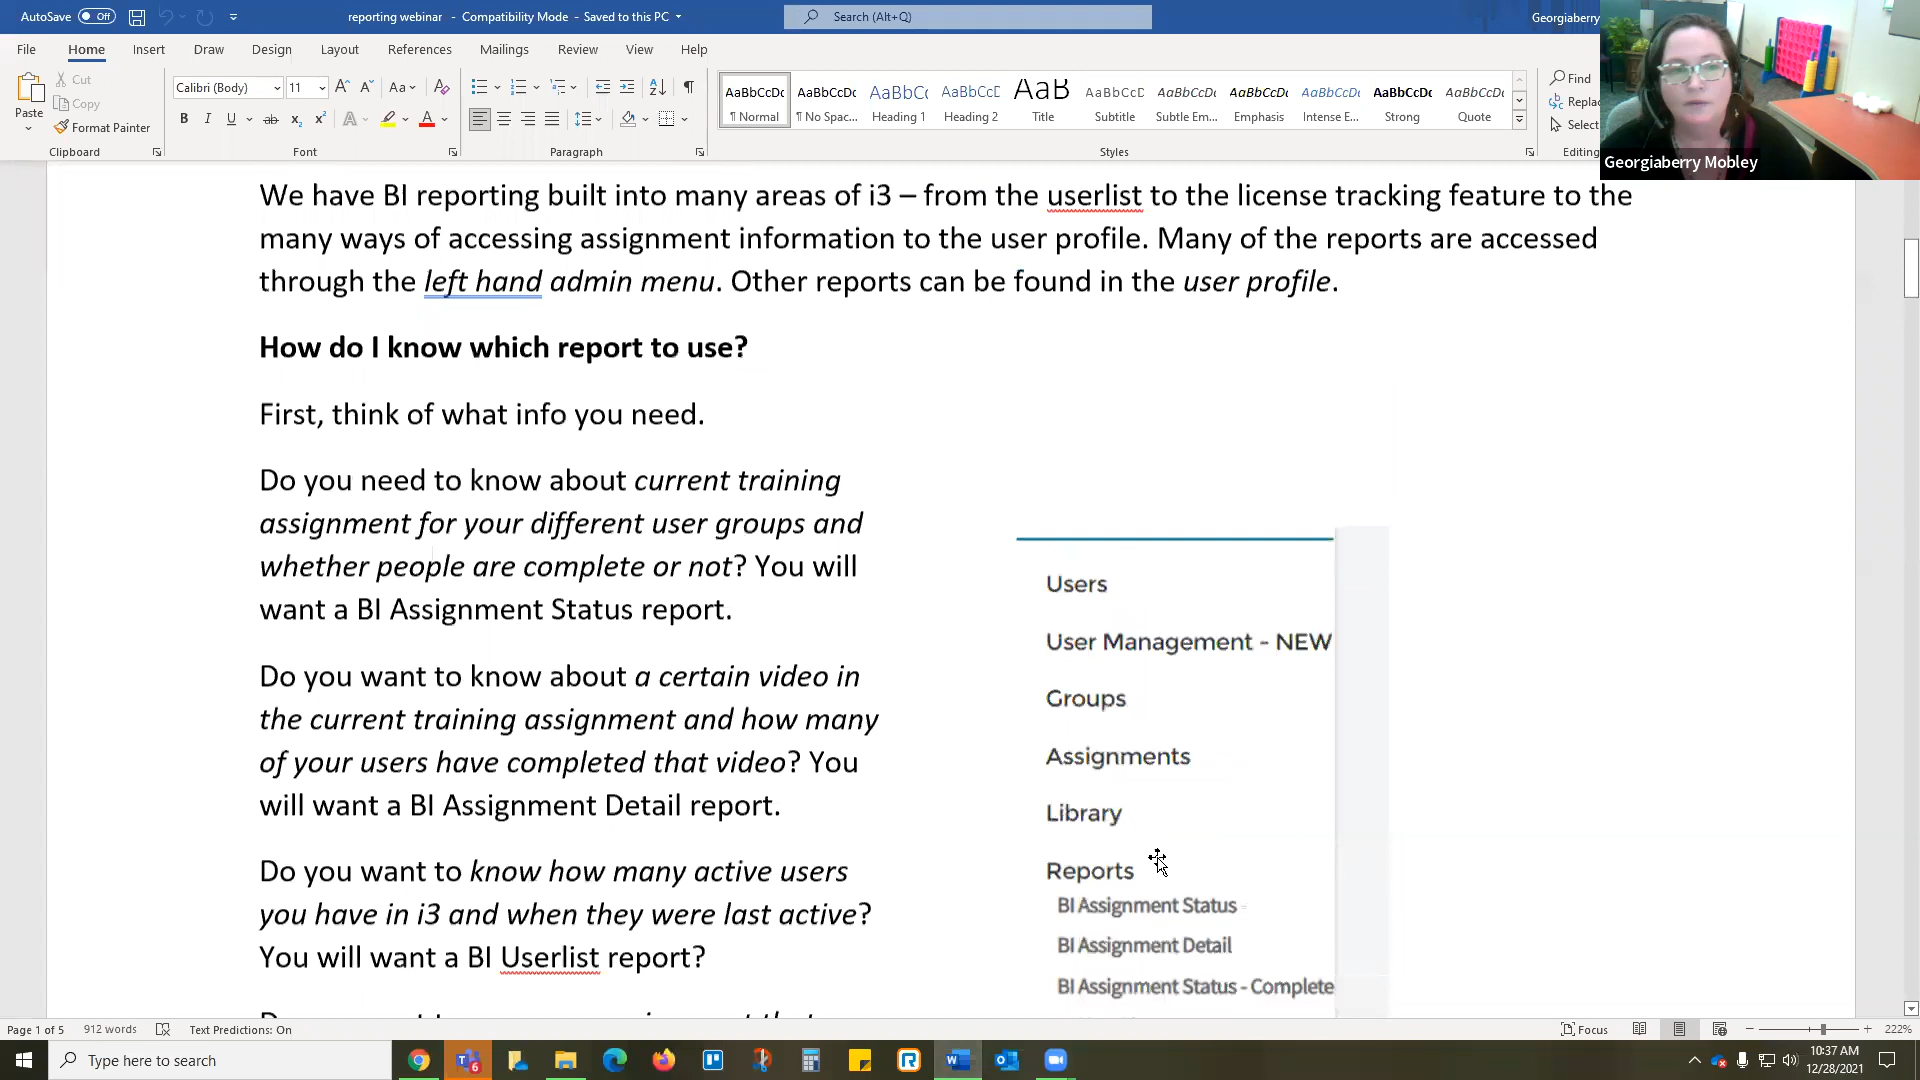 AutoSave Off
reporting webinar - Compatibility Mode - Saved to this PC
Search (Alt+Q)
Georgiaberry
File Home Insert Draw Design Layout References Mailings Review View Help
Paste
Cut
Copy
Format Painter
Clipboard
Calibri (Body) 11
Font
Paragraph
AaBbCcDc AaBbCcDc AaBbC AaBbCcD AaB AaBbCcD AaBbCcDc AaBbCcDc AaBbCcDc AaBbCcDc AaBbCcDc
¶ Normal ¶ No Spac... Heading 1 Heading 2 Title Subtitle Subtle Em... Emphasis Intense E... Strong Quote
Styles
Find
Replac
Select
Editing
Georgiaberry Mobley
We have BI reporting built into many areas of i3 – from the userlist to the license tracking feature to the
many ways of accessing assignment information to the user profile. Many of the reports are accessed
through the left hand admin menu. Other reports can be found in the user profile.
How do I know which report to use?
First, think of what info you need.
Do you need to know about current training
assignment for your different user groups and
whether people are complete or not? You will
want a BI Assignment Status report.
Do you want to know about a certain video in
the current training assignment and how many
of your users have completed that video? You
will want a BI Assignment Detail report.
Do you want to know how many active users
you have in i3 and when they were last active?
You will want a BI Userlist report?
Users
User Management - NEW
Groups
Assignments
Library
Reports
BI Assignment Status -
BI Assignment Detail
BI Assignment Status - Complete
Page 1 of 5 912 words Text Predictions: On
Focus
222%
Type here to search
10:37 AM
12/28/2021